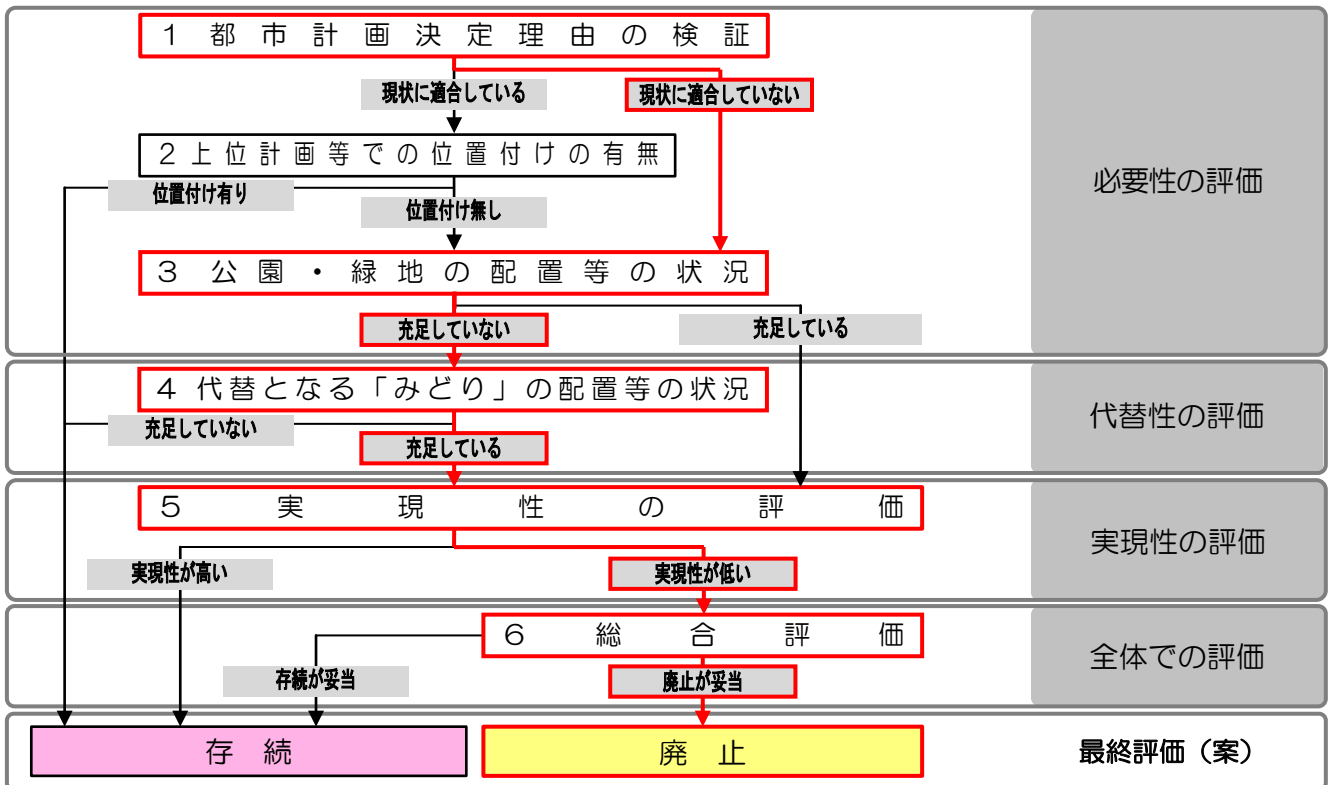 １都市計画決定理由の検証
現状に適合している
現状に適合していない
２上位計画等での位置付けの有無
位置付け有り
位置付け無し
３公園・緑地の配置等の状況
充足していない
充足している
必要性の評価
４代替となる「みどり」の配置等の状況
充足していない
充足している
代替性の評価
５実現性の評価
実現性が高い
実現性が低い
実現性の評価
６総合評価
存続が妥当
廃止が妥当
全体での評価
存続
廃止
最終評価（案）